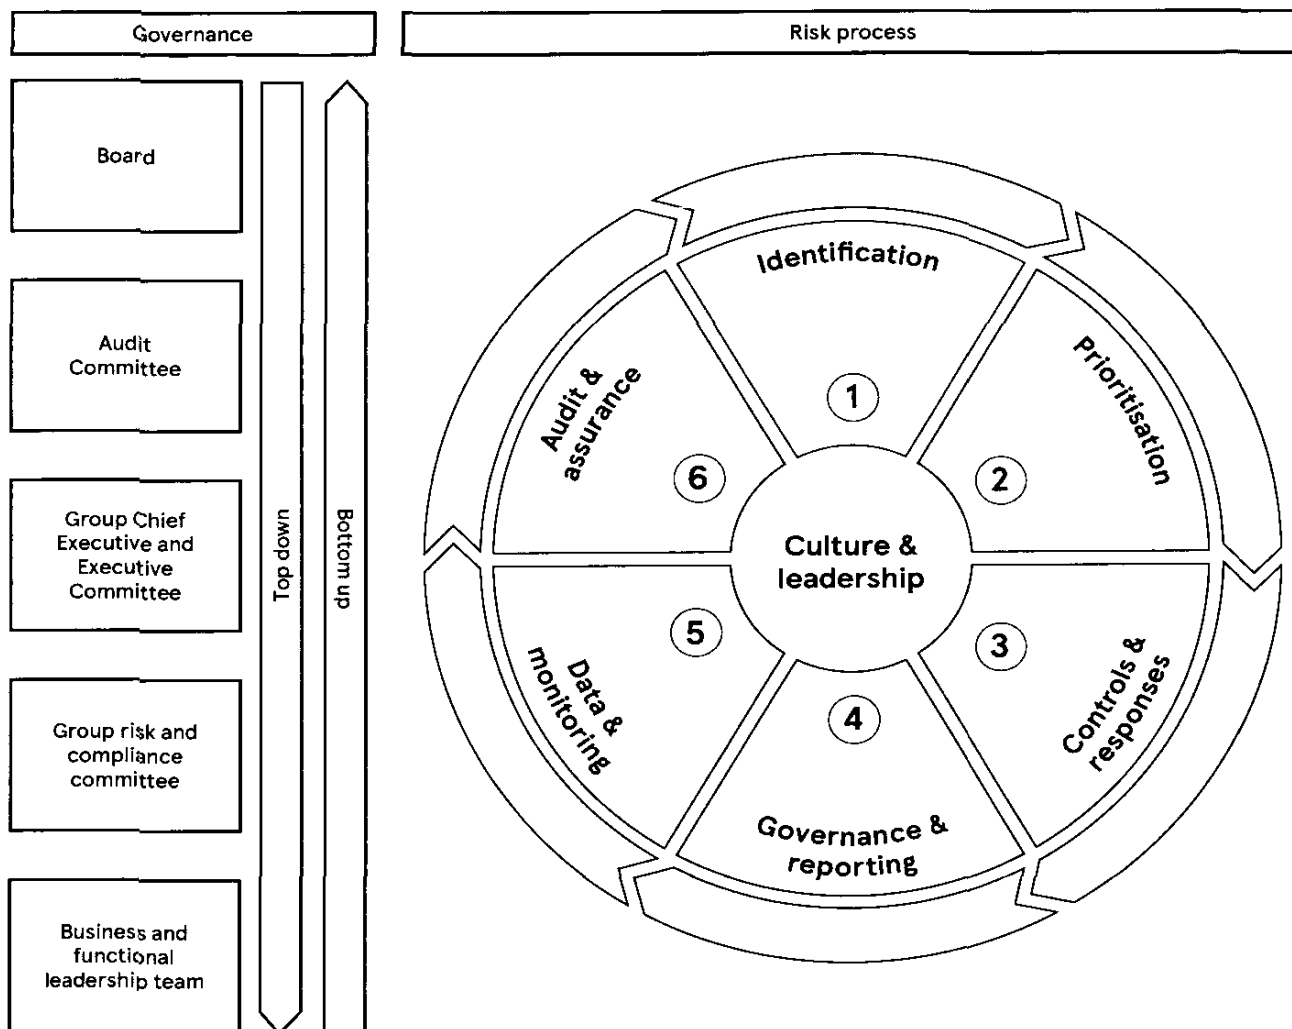 Governance
Risk process
Board
Audit
Committee
Group Chief
Executive and
Executive
Committee
Group risk and
compliance
committee
Business and
functional
leadership team
Top down
Bottom up
Identification
1
Prioritisation
2
Controls &
responses
3
Governance &
reporting
4
Data &
monitoring
5
Audit &
assurance
6
Culture &
leadership